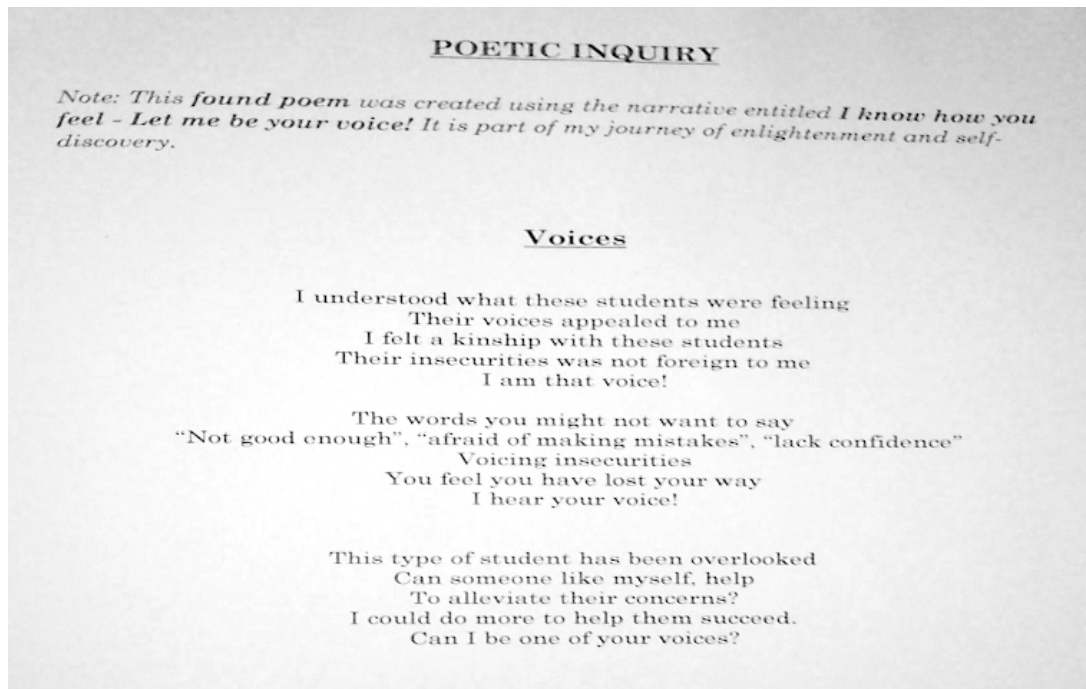 POETIC INQUIRY
Note: This found poem was created using the narrative entitled I know how you
feel - Let me be your voice! It is part of my journey of enlightenment and self-
discovery.
Voices
I understood what these students were feeling
Their voices appealed to me
I felt a kinship with these students
Their insecurities was not foreign to me
I am that voice!
The words you might not want to say
“Not good enough”, “afraid of making mistakes”, “lack confidence”
Voicing insecurities
You feel you have lost your way
I hear your voice!
This type of student has been overlooked
Can someone like myself, help
To alleviate their concerns?
I could do more to help them succeed.
Can I be one of your voices?